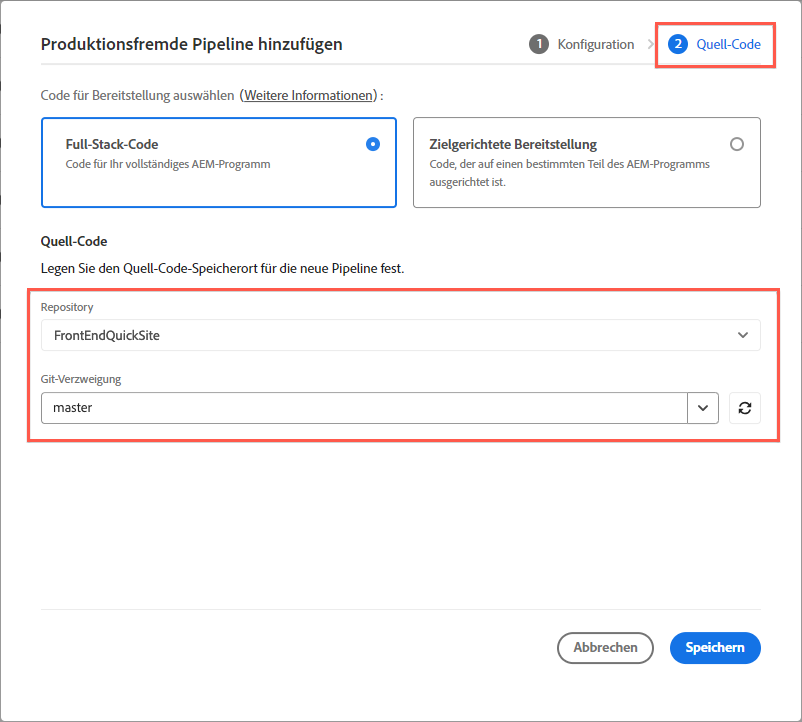 Produktionsfremde Pipeline hinzufügen
1 Konfiguration
2 Quell-Code
Code für Bereitstellung auswählen (Weitere Informationen) :
Full-Stack-Code
Code für Ihr vollständiges AEM-Programm
Zielgerichtete Bereitstellung
Code, der auf einen bestimmten Teil des AEM-Programms
ausgerichtet ist.
Quell-Code
Legen Sie den Quell-Code-Speicherort für die neue Pipeline fest.
Repository
FrontEndQuickSite
Git-Verzweigung
master
Abbrechen
Speichern